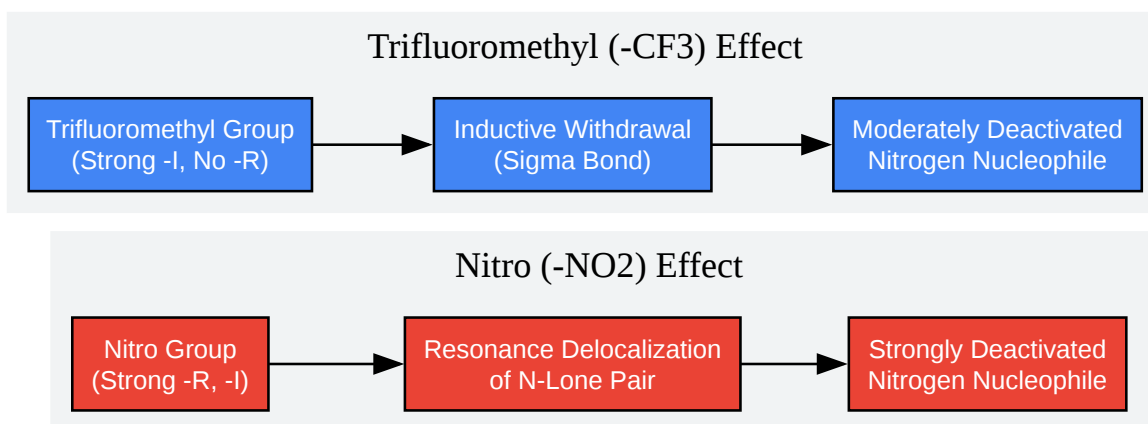 Trifluoromethyl (-CF3) Effect
Trifluoromethyl Group
(Strong -I, No -R)
Inductive Withdrawal
(Sigma Bond)
Moderately Deactivated
Nitrogen Nucleophile
Nitro (-NO2) Effect
Nitro Group
(Strong -R, -I)
Resonance Delocalization
of N-Lone Pair
Strongly Deactivated
Nitrogen Nucleophile